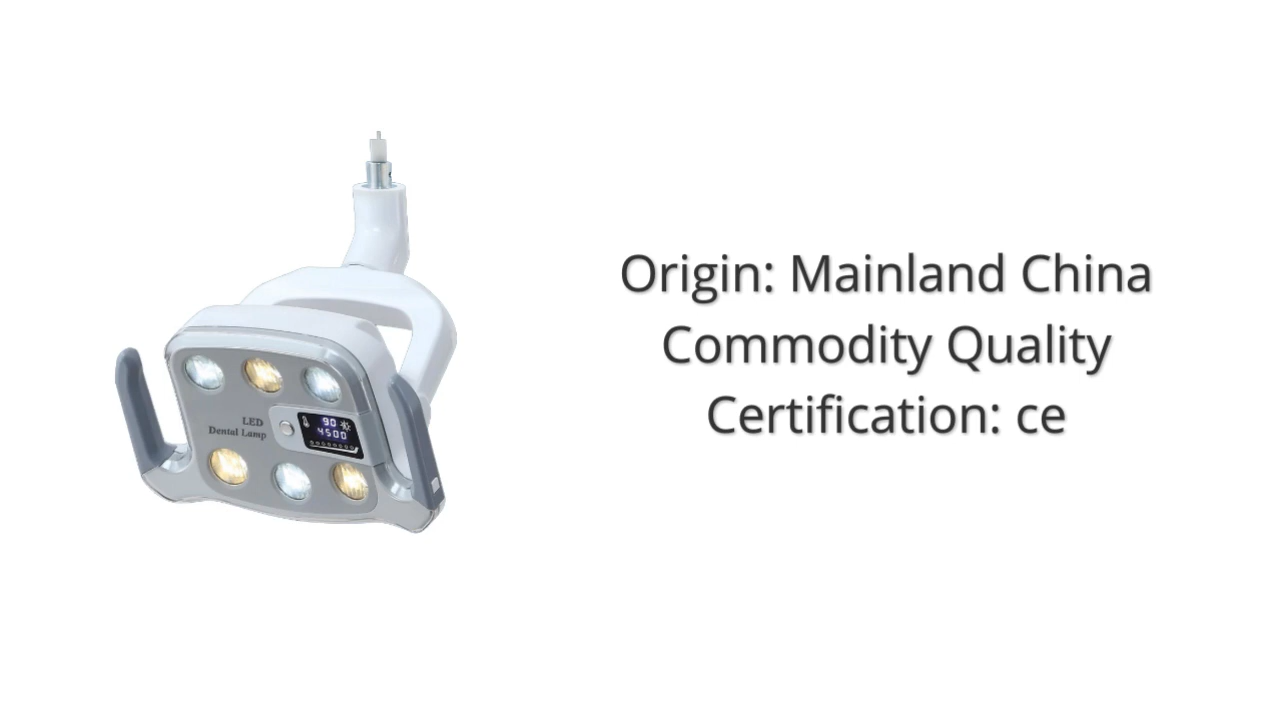 LED
Dental Lamp
90
4500
Origin: Mainland China
Commodity Quality
Certification: ce